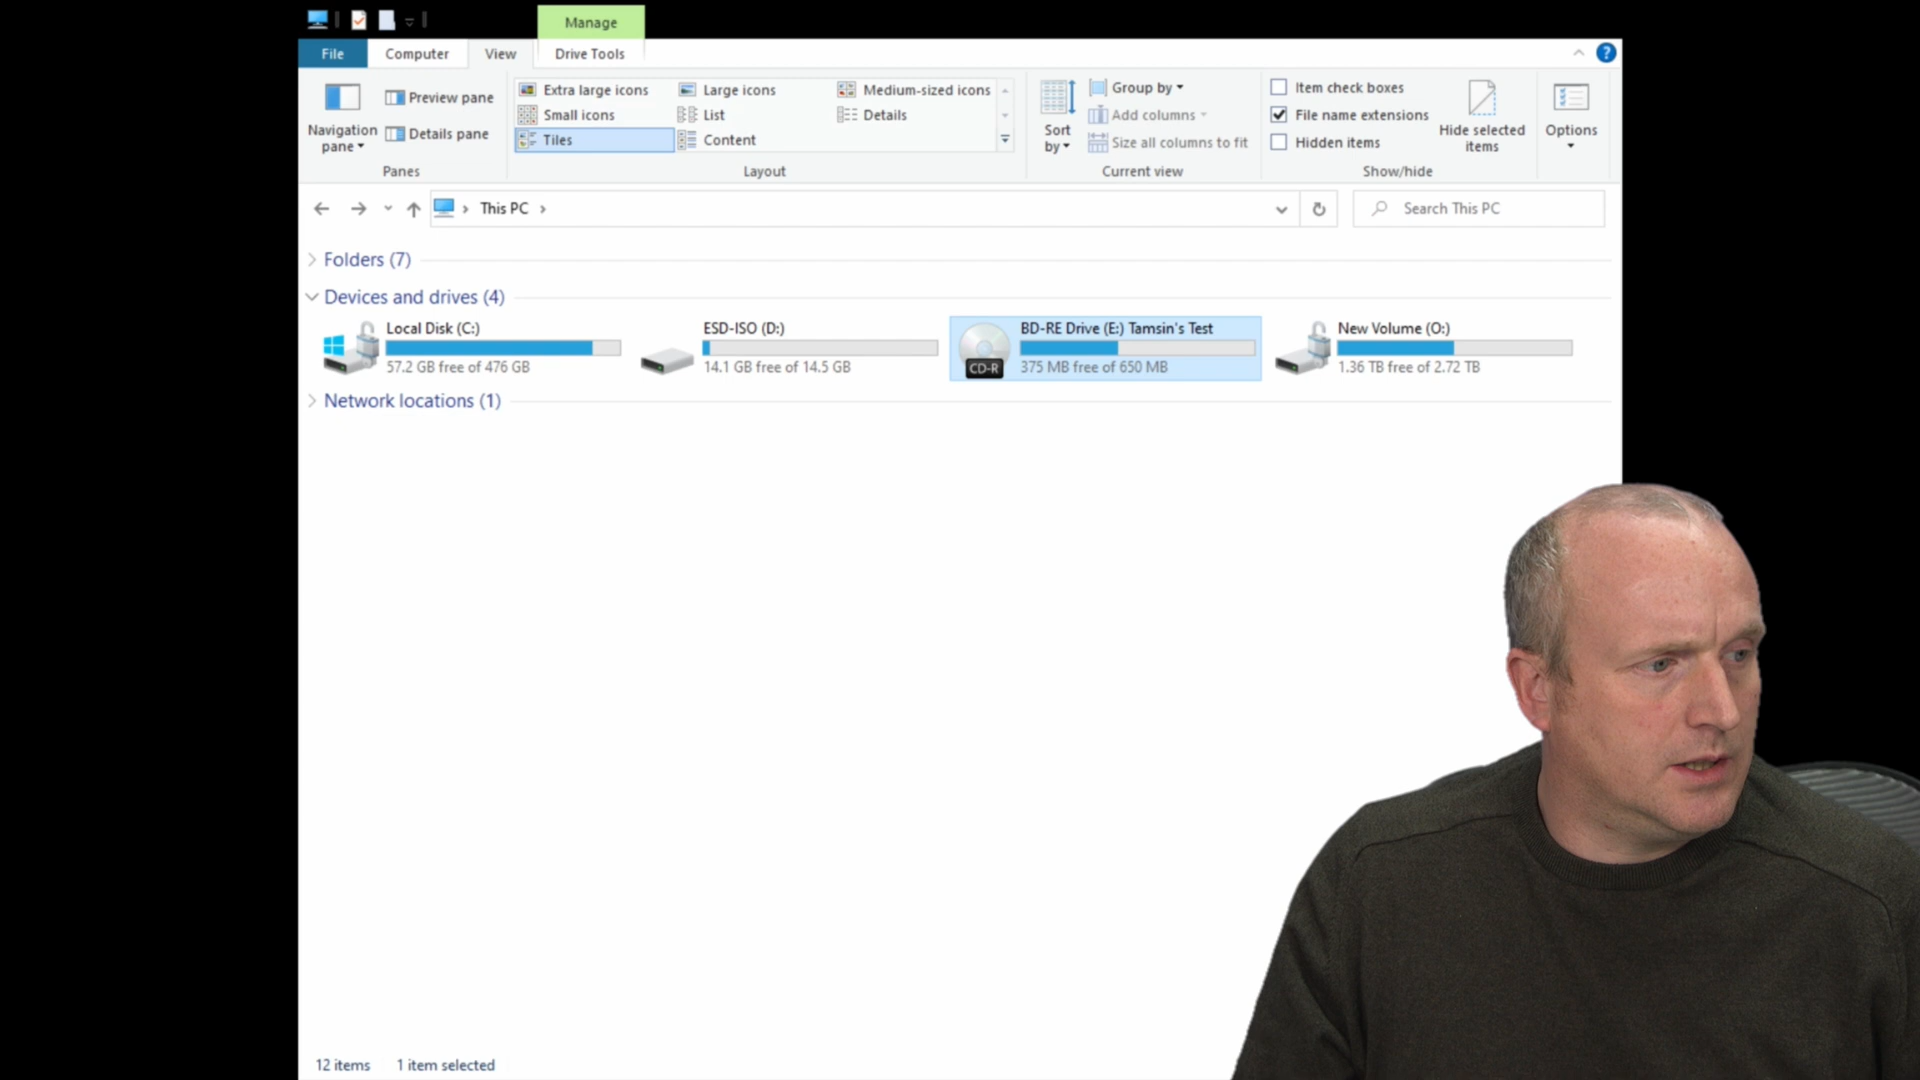 Manage
File
Computer
View
Drive Tools
?
Navigation pane
Preview pane
Details pane
Panes
Extra large icons
Large icons
Medium-sized icons
Small icons
List
Details
Tiles
Content
Layout
Sort by
Group by
Add columns
Size all columns to fit
Current view
Item check boxes
File name extensions
Hidden items
Hide selected items
Show/hide
Options
This PC
Search This PC
Folders (7)
Devices and drives (4)
Local Disk (C:)
57.2 GB free of 476 GB
ESD-ISO (D:)
14.1 GB free of 14.5 GB
CD-R
BD-RE Drive (E:) Tamsin's Test
375 MB free of 650 MB
New Volume (O:)
1.36 TB free of 2.72 TB
Network locations (1)
12 items
1 item selected